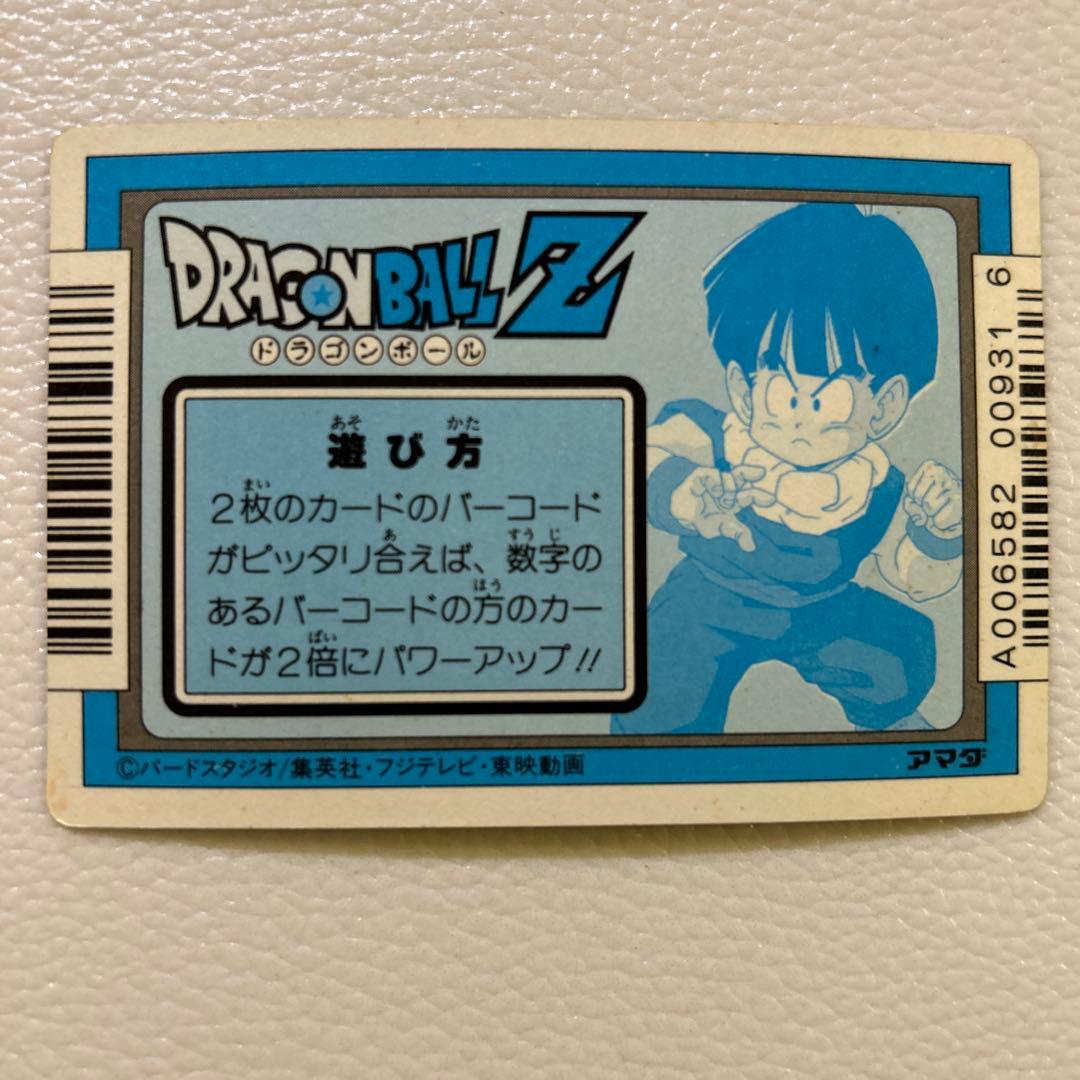 DRAGONBALL Z
ドラゴンボール
遊び方
2枚のカードのバーコード
がピッタリ合えば、数字の
あるバーコードの方のカー
ドが2倍にパワーアップ!!
©バードスタジオ/集英社・フジテレビ・東映動画
アマダ
A006582 00931 6